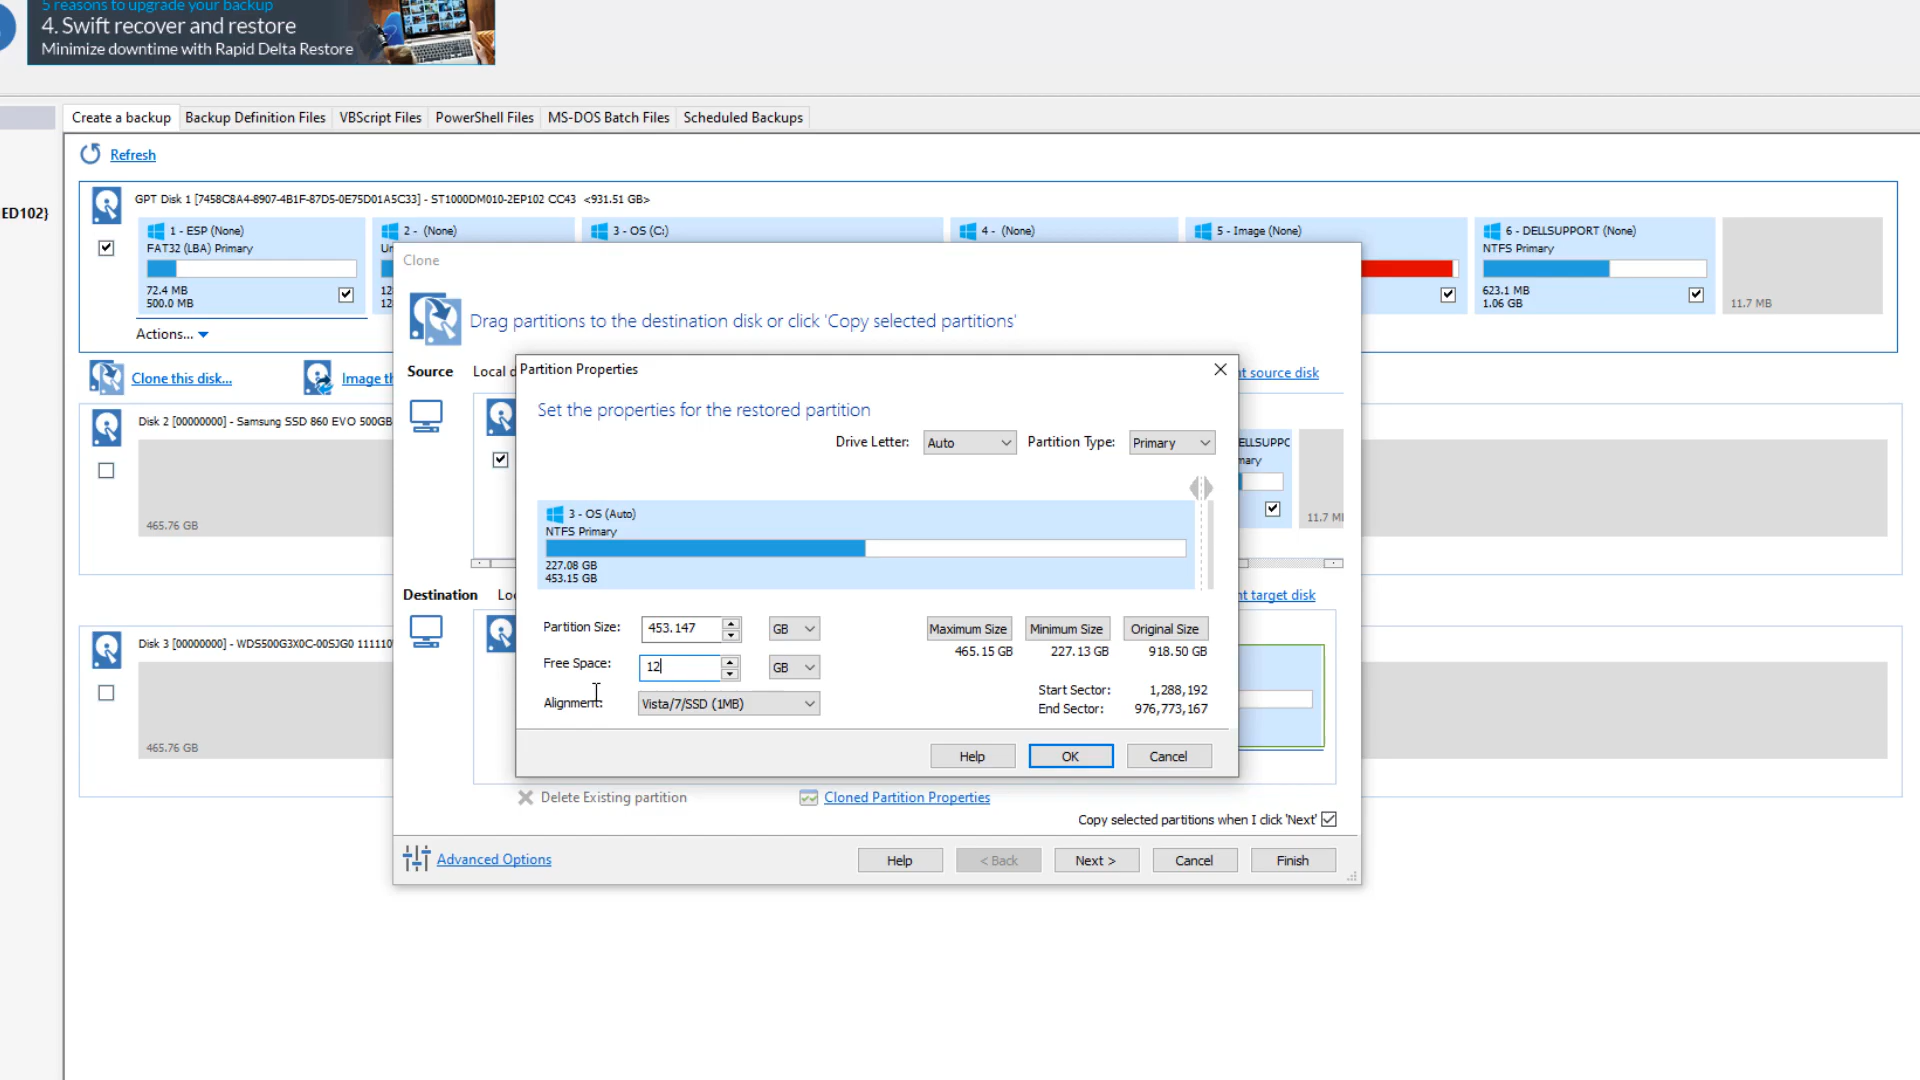 5 reasons to upgrade your backup
4. Swift recover and restore
Minimize downtime with Rapid Delta Restore
Create a backup
Backup Definition Files
VBScript Files
PowerShell Files
MS-DOS Batch Files
Scheduled Backups
Refresh
ED102}
GPT Disk 1 [7458C8A4-8907-4B1F-87D5-0E75D01A5C33] - ST1000DM010-2EP102 CC43 <931.51 GB>
1 - ESP (None)
FAT32 (LBA) Primary
72.4 MB
500.0 MB
2 - (None)
3 - OS (C:)
4 - (None)
5 - Image (None)
6 - DELLSUPPORT (None)
NTFS Primary
623.1 MB
1.06 GB
11.7 MB
Actions...
Clone this disk...
Disk 2 [00000000] - Samsung SSD 860 EVO 500GB
465.76 GB
Disk 3 [00000000] - WDS500G3X0C-00SJG0 111110
465.76 GB
Clone
Drag partitions to the destination disk or click 'Copy selected partitions'
Source
11.7 M
Destination
Partition Properties
Set the properties for the restored partition
Drive Letter:
Auto
Partition Type:
Primary
3 - OS (Auto)
NTFS Primary
227.08 GB
453.15 GB
Partition Size:
453.147
GB
Maximum Size
Minimum Size
Original Size
465.15 GB
227.13 GB
918.50 GB
Free Space:
12
GB
Alignment:
Vista/7/SSD (1MB)
Start Sector:
1,288,192
End Sector:
976,773,167
Help
OK
Cancel
source disk
target disk
Delete Existing partition
Cloned Partition Properties
Copy selected partitions when I click 'Next'
Advanced Options
Help
< Back
Next >
Cancel
Finish